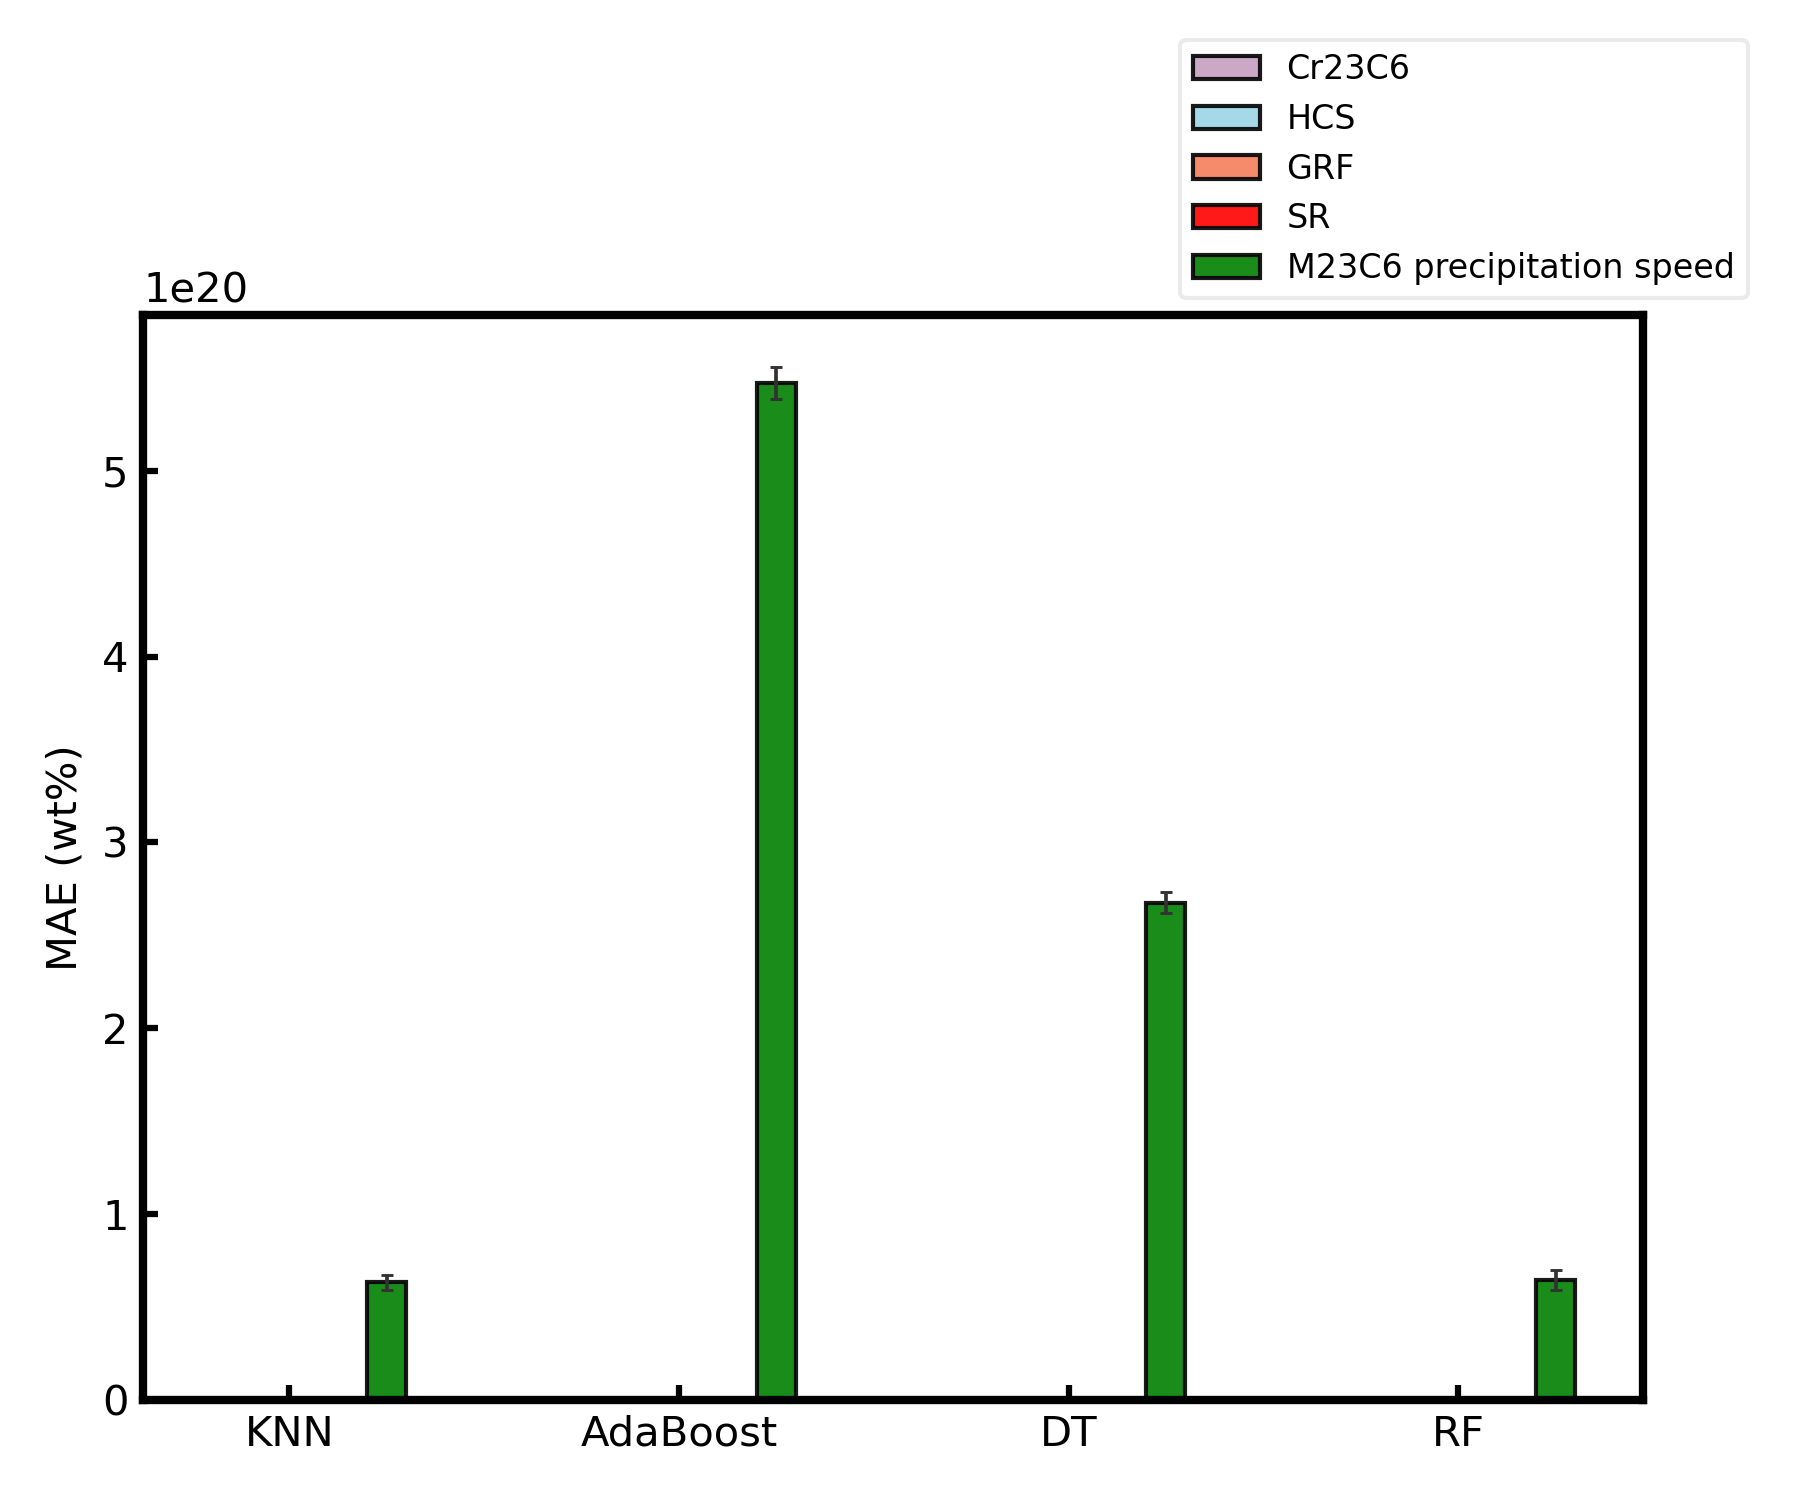 Cr23C6
HCS
GRF
SR
M23C6 precipitation speed
1e20
5
4
3
2
1
0
MAE (wt%)
KNN AdaBoost DT RF